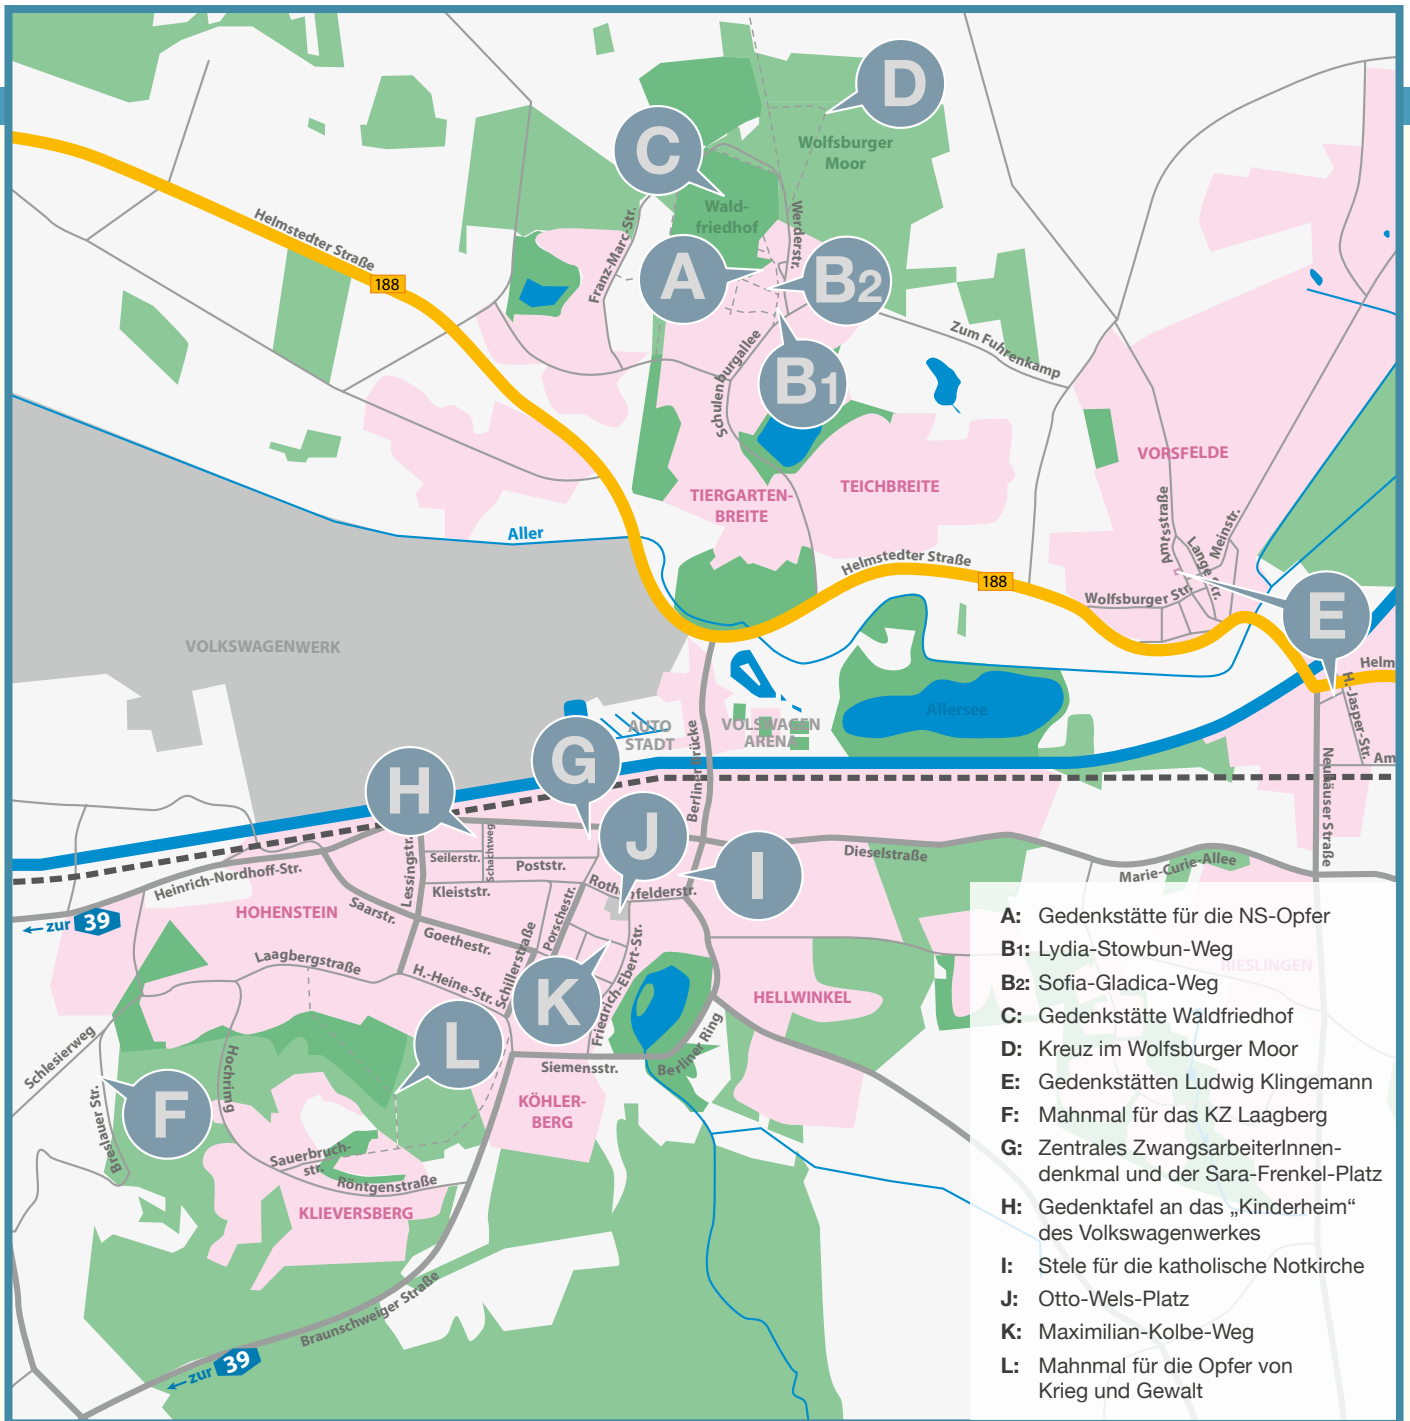 D
C
Wolfsburger
Moor
Wald-
friedhof
Werderstr.
Franz-Marc-Str.
Helmstedter Straße
188
A
B2
B1
Schulenburgallee
Zum Fuhrenkamp
VORSFELDE
TIERGARTEN-
BREITE
TEICHBREITE
Amtsstraße
Lange Str.
Meinstr.
Aller
Helmstedter Straße
188
Wolfsburger Str.
E
VOLKSWAGENWERK
Helm
H.-Jasper-Str.
Allersee
AUTO
STADT
VOLSWAGEN
ARENA
Berliner Brücke
Neuhäuser Straße
Am
G
H
J
I
Schachtweg
Seilerstr.
Poststr.
Kleiststr.
Lessingstr.
Dieselstraße
Marie-Curie-Allee
Heinrich-Nordhoff-Str.
Rothenfelderstr.
Porschestr.
HOHENSTEIN
Saarstr.
Goethestr.
zur 39
Laagbergstraße
H.-Heine-Str.
Schillerstraße
Friedrich-Ebert-Str.
K
HELLWINKEL
RIESLINGEN
L
Schlesierweg
Hochrimg
Siemensstr.
Berliner Ring
F
Breslauer Str.
KÖHLER-
BERG
Sauerbruch-
str.
Röntgenstraße
KLIEVERSBERG
Braunschweiger Straße
zur 39
A: Gedenkstätte für die NS-Opfer
B1: Lydia-Stowbun-Weg
B2: Sofia-Gladica-Weg
C: Gedenkstätte Waldfriedhof
D: Kreuz im Wolfsburger Moor
E: Gedenkstätten Ludwig Klingemann
F: Mahnmal für das KZ Laagberg
G: Zentrales ZwangsarbeiterInnen-
denkmal und der Sara-Frenkel-Platz
H: Gedenktafel an das „Kinderheim“
des Volkswagenwerkes
I: Stele für die katholische Notkirche
J: Otto-Wels-Platz
K: Maximilian-Kolbe-Weg
L: Mahnmal für die Opfer von
Krieg und Gewalt